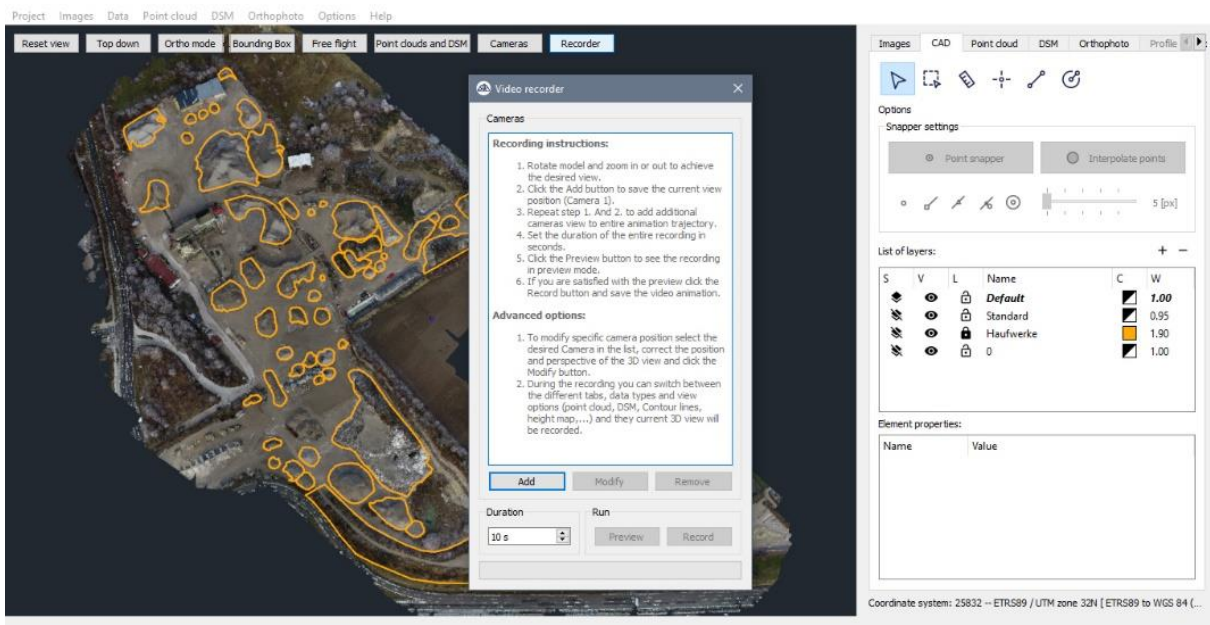 Project Images Data Point cloud DSM Orthophoto Options Help
Reset view Top down Ortho mode Bounding Box Free flight Point clouds and DSM Cameras Recorder
Images CAD Point cloud DSM Orthophoto Profile
Video recorder
Cameras
Recording instructions:
1. Rotate model and zoom in or out to achieve
the desired view.
2. Click the Add button to save the current view
position (Camera 1).
3. Repeat step 1. And 2. to add additional
cameras view to entire animation trajectory.
4. Set the duration of the entire recording in
seconds.
5. Click the Preview button to see the recording
in preview mode.
6. If you are satisfied with the preview click the
Record button and save the video animation.
Advanced options:
1. To modify specific camera position select the
desired Camera in the list, correct the position
and perspective of the 3D view and click the
Modify button.
2. During the recording you can switch between
the different tabs, data types and view
options (point cloud, DSM, Contour lines,
height map,...) and they current 3D view will
be recorded.
Add Modify Remove
Duration Run
10 s Preview Record
Options
Snapper settings
Point snapper Interpolate points
5 [px]
List of layers: + −
S V L Name C W
Default 1.00
Standard 0.95
Haufwerke 1.90
0 1.00
Element properties:
Name Value
Coordinate system: 25832 -- ETRS89 / UTM zone 32N [ ETRS89 to WGS 84 (...